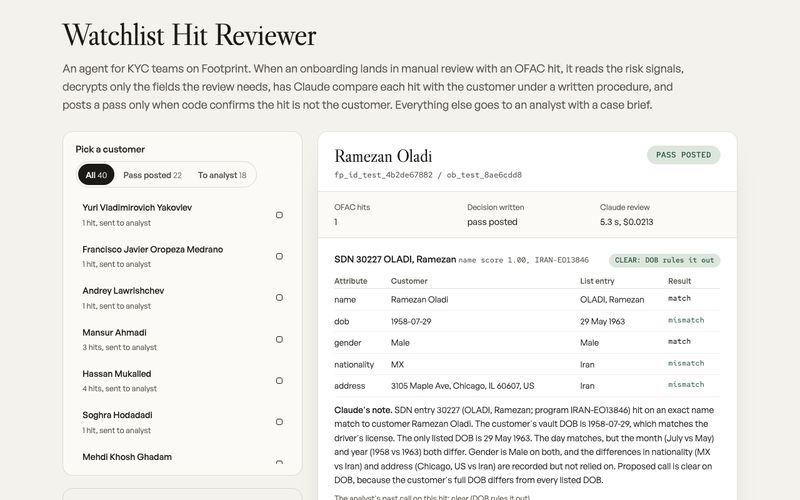 Watchlist Hit Reviewer
An agent for KYC teams on Footprint. When an onboarding lands in manual review with an OFAC hit, it reads the risk signals,
decrypts only the fields the review needs, has Claude compare each hit with the customer under a written procedure, and
posts a pass only when code confirms the hit is not the customer. Everything else goes to an analyst with a case brief.
Pick a customer
All 40 Pass posted 22 To analyst 18
Yuri Vladimirovich Yakovlev
1 hit, sent to analyst
Francisco Javier Oropeza Medrano
1 hit, sent to analyst
Andrey Lawrishchev
1 hit, sent to analyst
Mansur Ahmadi
3 hits, sent to analyst
Hassan Mukalled
4 hits, sent to analyst
Soghra Hodadadi
1 hit, sent to analyst
Mehdi Khosh Ghadam
Ramezan Oladi
PASS POSTED
fp_id_test_4b2de67882 / ob_test_8ae6cdd8
OFAC hits Decision written Claude review
1 pass posted 5.3 s, $0.0213
SDN 30227 OLADI, Ramezan name score 1.00, IRAN-EO13846 CLEAR: DOB rules it out
Attribute Customer List entry Result
name Ramezan Oladi OLADI, Ramezan match
dob 1958-07-29 29 May 1963 mismatch
gender Male Male match
nationality MX Iran mismatch
address 3105 Maple Ave, Chicago, IL 60607, US Iran mismatch
Claude's note. SDN entry 30227 (OLADI, Ramezan; program IRAN-EO13846) hit on an exact name
match to customer Ramezan Oladi. The customer's vault DOB is 1958-07-29, which matches the
driver's license. The only listed DOB is 29 May 1963. The day matches, but the month (July vs May)
and year (1958 vs 1963) both differ. Gender is Male on both, and the differences in nationality (MX
vs Iran) and address (Chicago, US vs Iran) are recorded but not relied on. Proposed call is clear on
DOB, because the customer's full DOB differs from every listed DOB.
The analyst's past call on this hit: clear (DOB rules it out)